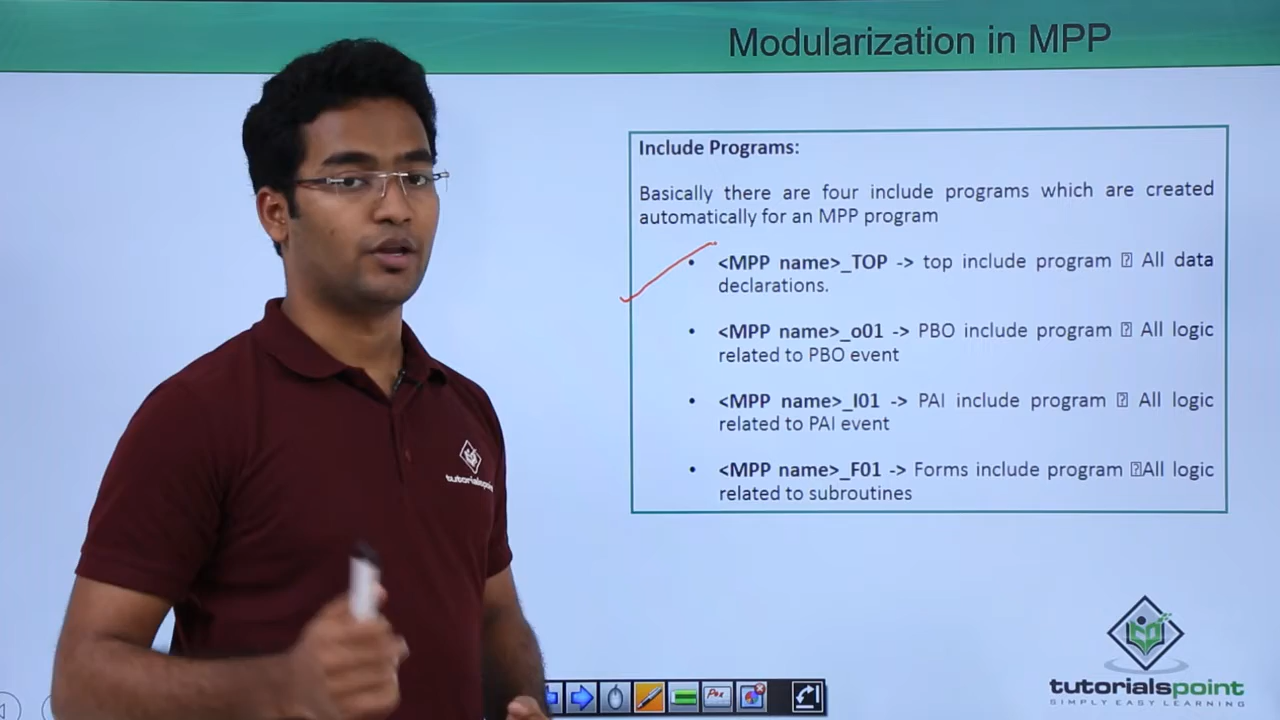 Modularization in MPP
Include Programs:
Basically there are four include programs which are created
automatically for an MPP program
• <MPP name>_TOP -> top include program ⍰ All data
declarations.
• <MPP name>_o01 -> PBO include program ⍰ All logic
related to PBO event
• <MPP name>_I01 -> PAI include program ⍰ All logic
related to PAI event
• <MPP name>_F01 -> Forms include program ⍰All logic
related to subroutines
tutorialspoint
Pex
tutorialspoint
SIMPLY EASY LEARNING